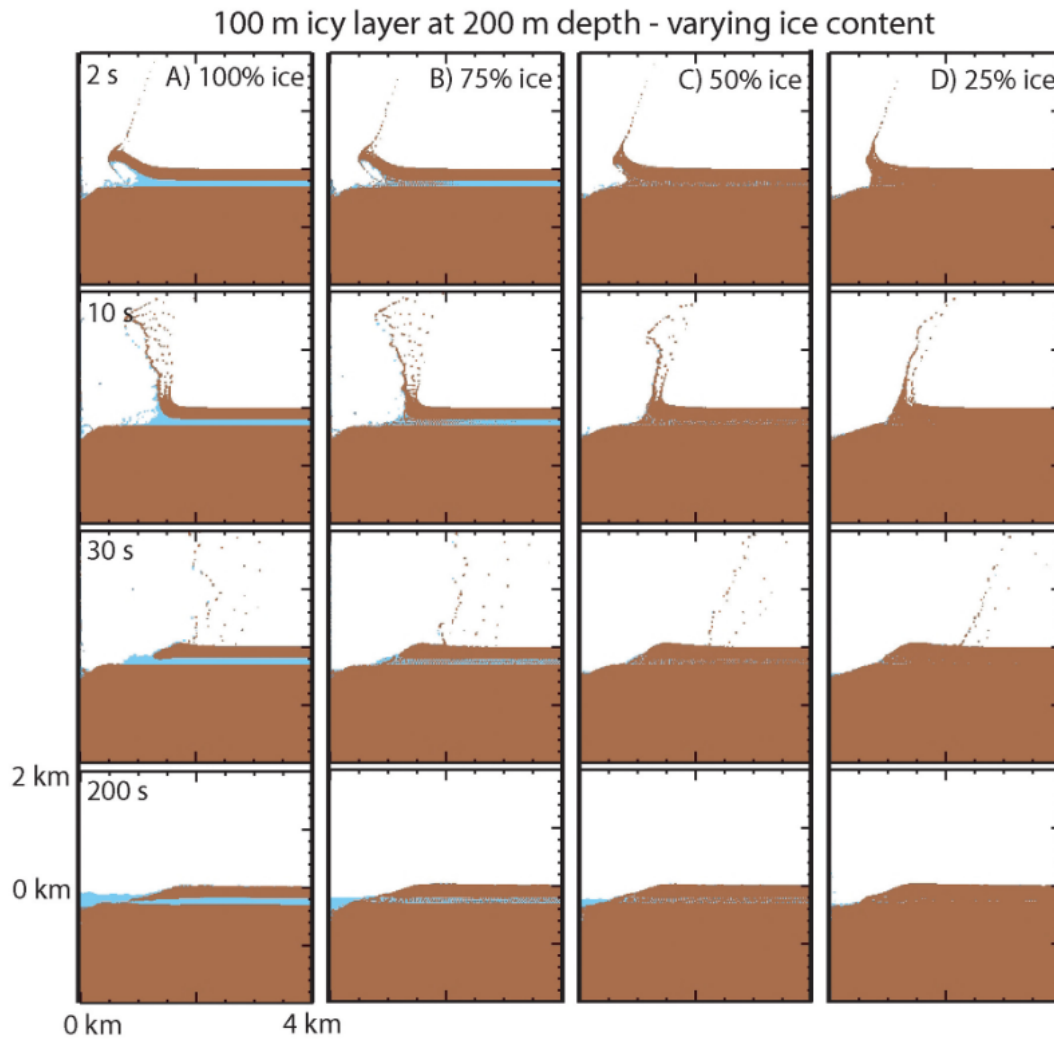 100 m icy layer at 200 m depth - varying ice content
2 s A) 100% ice B) 75% ice C) 50% ice D) 25% ice
10 s
30 s
2 km
200 s
0 km
0 km 4 km